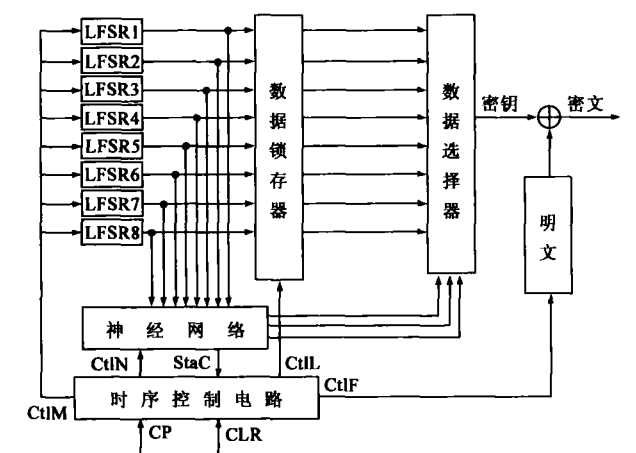 LFSR1
LFSR2
LFSR3
LFSR4
LFSR5
LFSR6
LFSR7
LFSR8
数据锁存器
数据选择器
密钥
密文
明文
神经网络
CtlN
StaC
CtlL
CtlF
CtlM
时序控制电路
CP
CLR